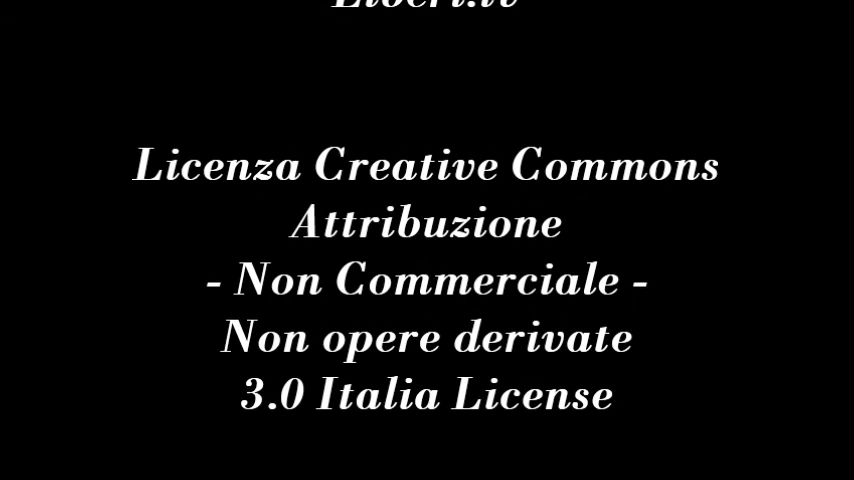 Licenza Creative Commons
Attribuzione
- Non Commerciale -
Non opere derivate
3.0 Italia License